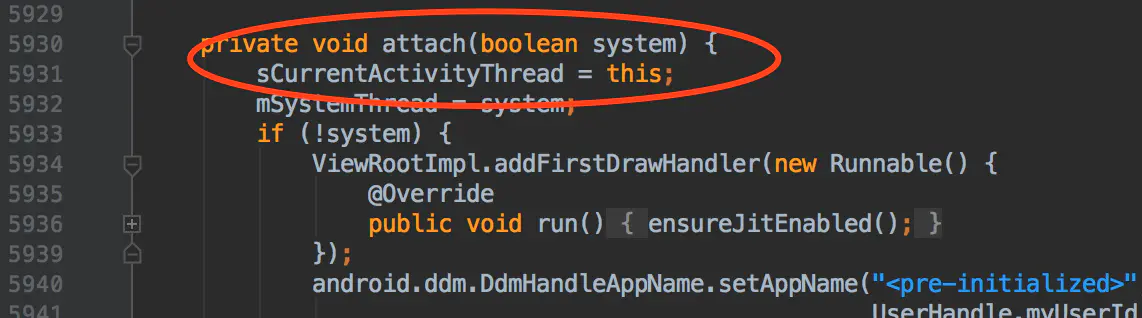 5929
5930 private void attach(boolean system) {
5931 sCurrentActivityThread = this;
5932 mSystemThread = system;
5933 if (!system) {
5934 ViewRootImpl.addFirstDrawHandler(new Runnable() {
5935 @Override
5936 public void run() { ensureJitEnabled(); }
5939 });
5940 android.ddm.DdmHandleAppName.setAppName("<pre-initialized>"
5941 UserHandle.myUserId